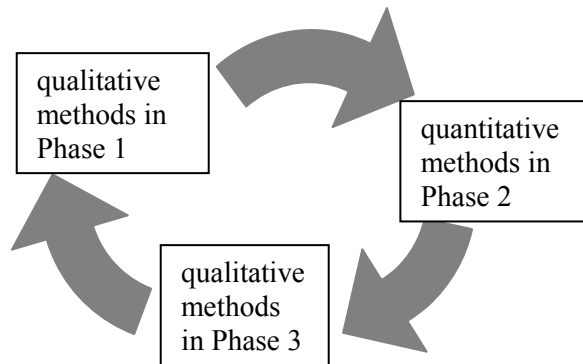 qualitative
methods in
Phase 1
quantitative
methods in
Phase 2
qualitative
methods
in Phase 3